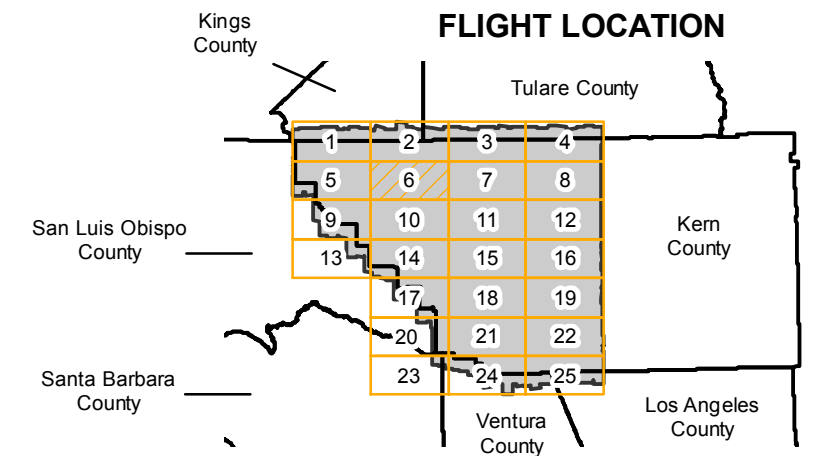 Kings
County
FLIGHT LOCATION
Tulare County
1 2 3 4
5 6 7 8
San Luis Obispo
County
9 10 11 12
Kern
County
13 14 15 16
17 18 19
20 21 22
Santa Barbara
County
23 24 25
Ventura
County
Los Angeles
County